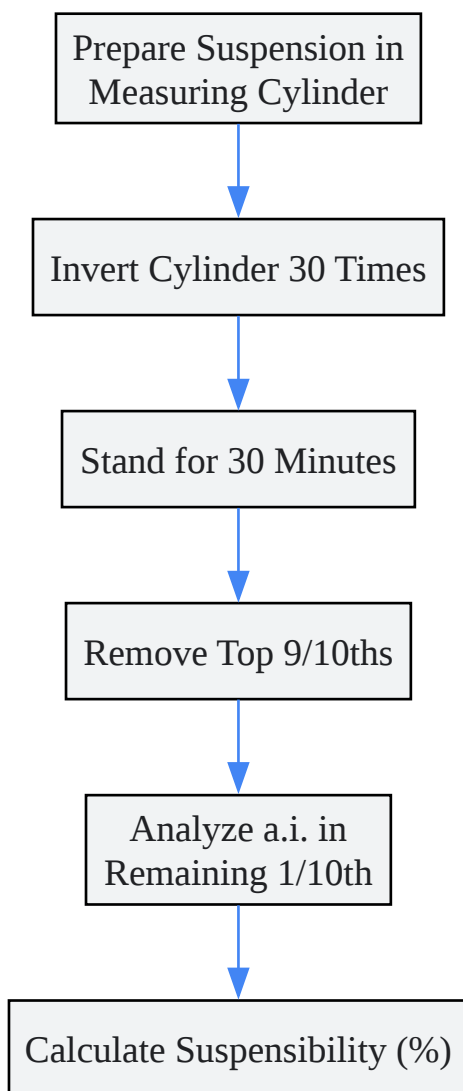 Prepare Suspension in
Measuring Cylinder
Invert Cylinder 30 Times
Stand for 30 Minutes
Remove Top 9/10ths
Analyze a.i. in
Remaining 1/10th
Calculate Suspensibility (%)